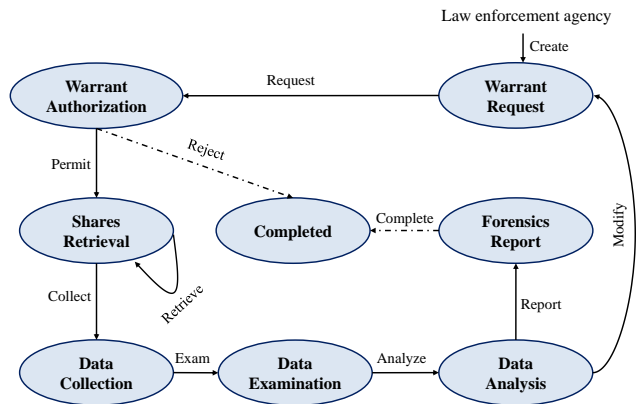 Law enforcement agency
Create
Warrant
Authorization
Request
Warrant
Request
Permit
Reject
Shares
Retrieval
Completed
Complete
Forensics
Report
Modify
Collect
Retrieve
Report
Data
Collection
Exam
Data
Examination
Analyze
Data
Analysis